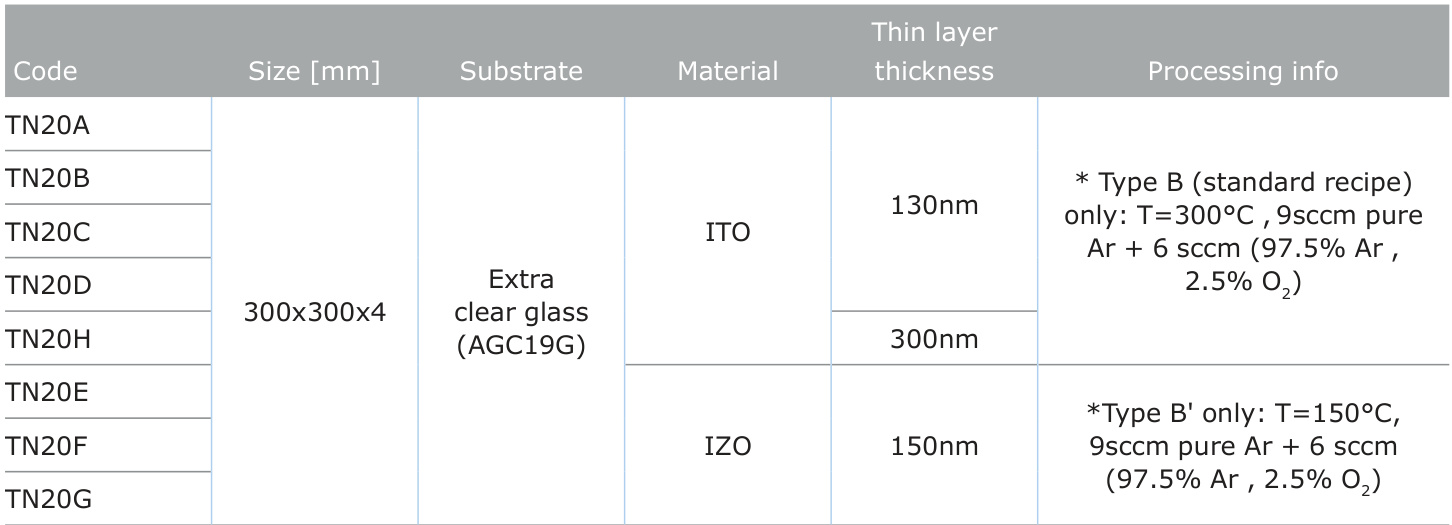 Thin layer
Code Size [mm] Substrate Material thickness Processing info
TN20A
TN20B
TN20C
TN20D
TN20H
TN20E
TN20F
TN20G
300x300x4
Extra
clear glass
(AGC19G)
ITO
IZO
130nm
300nm
150nm
* Type B (standard recipe)
only: T=300°C , 9sccm pure
Ar + 6 sccm (97.5% Ar ,
2.5% O₂)
*Type B' only: T=150°C,
9sccm pure Ar + 6 sccm
(97.5% Ar , 2.5% O₂)